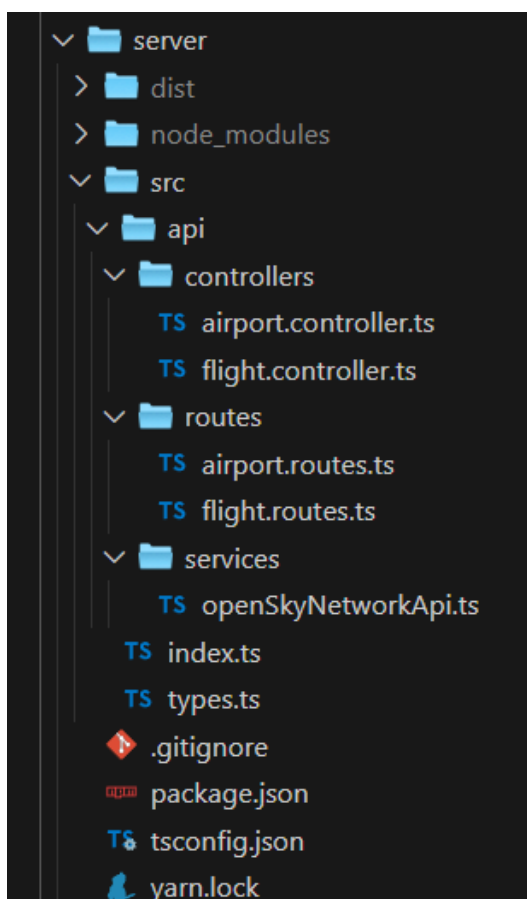 server
dist
node_modules
src
api
controllers
TS airport.controller.ts
TS flight.controller.ts
routes
TS airport.routes.ts
TS flight.routes.ts
services
TS openSkyNetworkApi.ts
TS index.ts
TS types.ts
.gitignore
npm package.json
TS tsconfig.json
yarn.lock